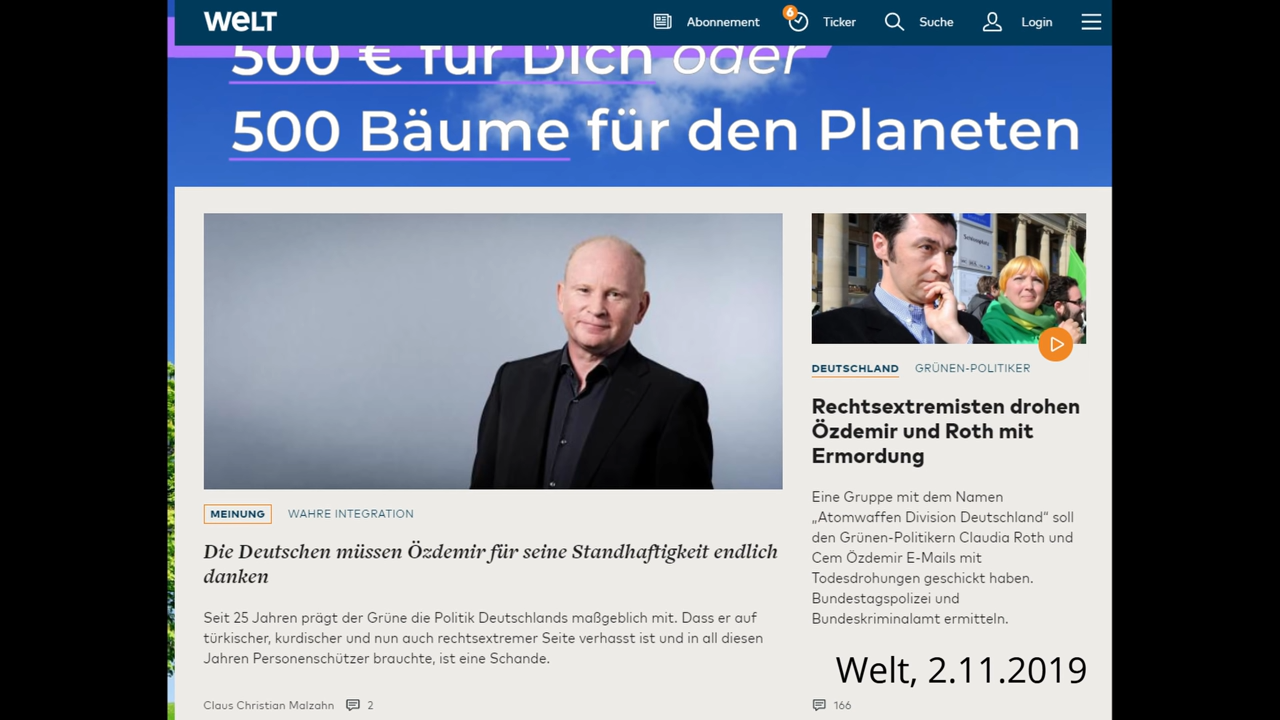 WELT
Abonnement
6
Ticker
Suche
Login
500 € für Dich oder
500 Bäume für den Planeten
Schlossplatz
DEUTSCHLAND GRÜNEN-POLITIKER
Rechtsextremisten drohen
Özdemir und Roth mit
Ermordung
Eine Gruppe mit dem Namen
„Atomwaffen Division Deutschland“ soll
den Grünen-Politikern Claudia Roth und
Cem Özdemir E-Mails mit
Todesdrohungen geschickt haben.
Bundestagspolizei und
Bundeskriminalamt ermitteln.
166
MEINUNG WAHRE INTEGRATION
Die Deutschen müssen Özdemir für seine Standhaftigkeit endlich
danken
Seit 25 Jahren prägt der Grüne die Politik Deutschlands maßgeblich mit. Dass er auf
türkischer, kurdischer und nun auch rechtsextremer Seite verhasst ist und in all diesen
Jahren Personenschützer brauchte, ist eine Schande.
Claus Christian Malzahn 2
Welt, 2.11.2019